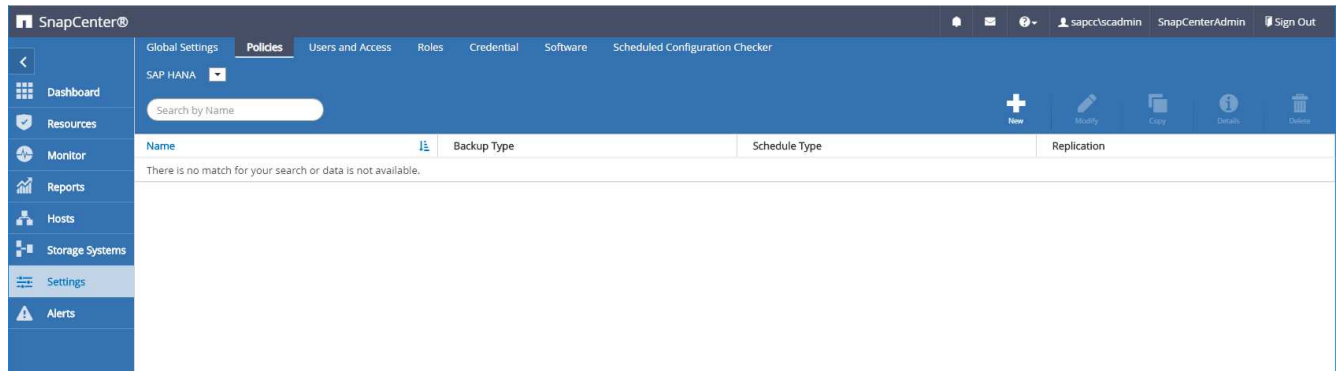 SnapCenter® sapcc\scadmin SnapCenterAdmin Sign Out
Global Settings Policies Users and Access Roles Credential Software Scheduled Configuration Checker
SAP HANA
Dashboard
Search by Name
New Modify Copy Details Delete
Resources
Name Backup Type Schedule Type Replication
Monitor
There is no match for your search or data is not available.
Reports
Hosts
Storage Systems
Settings
Alerts